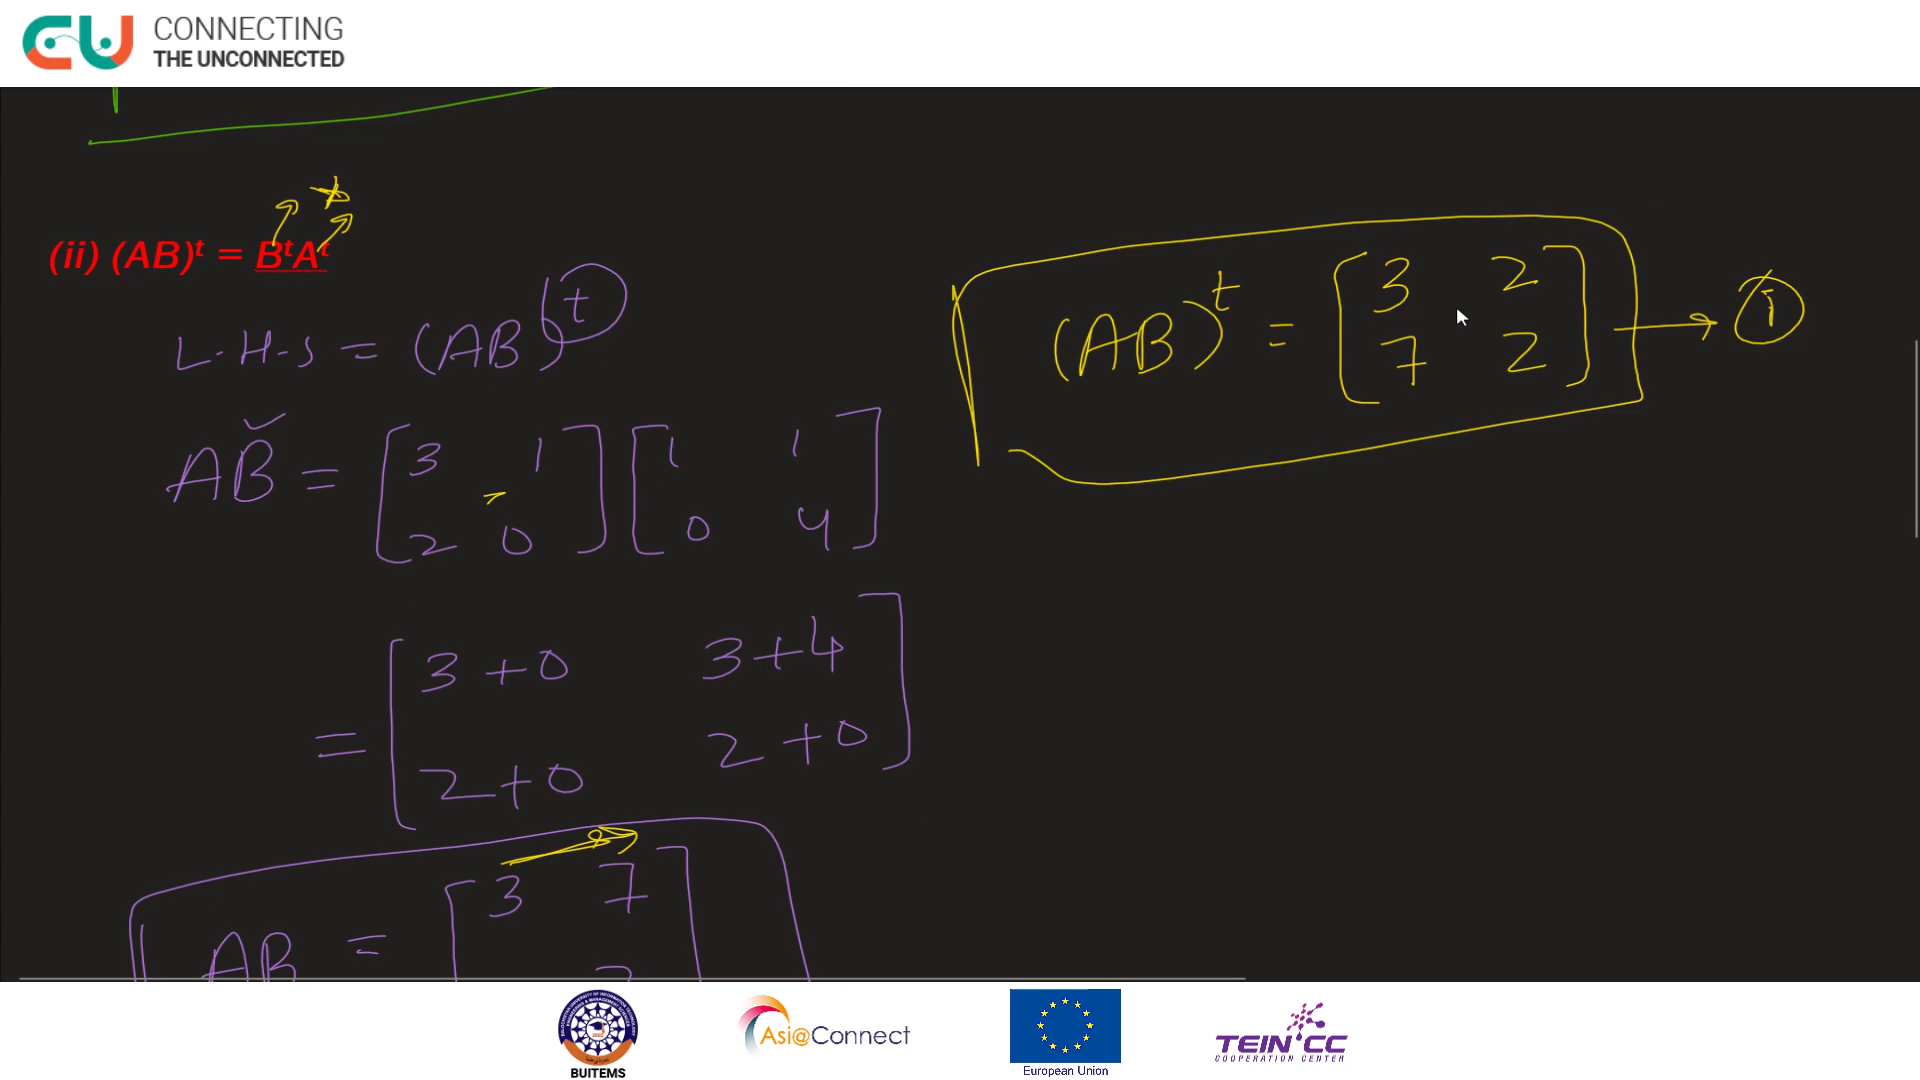 CONNECTING
THE UNCONNECTED
(ii) (AB)ᵗ = BᵗAᵗ
L.H.S = (AB)ᵗ
AB = [3 1
2 0] [1 1
0 4]
= [3+0 3+4
2+0 2+0]
AB = [3 7
(AB)ᵗ = [3 2
7 2] → (i)
BUITEMS
Asi@Connect
European Union
TEIN*CC
COOPERATION CENTER